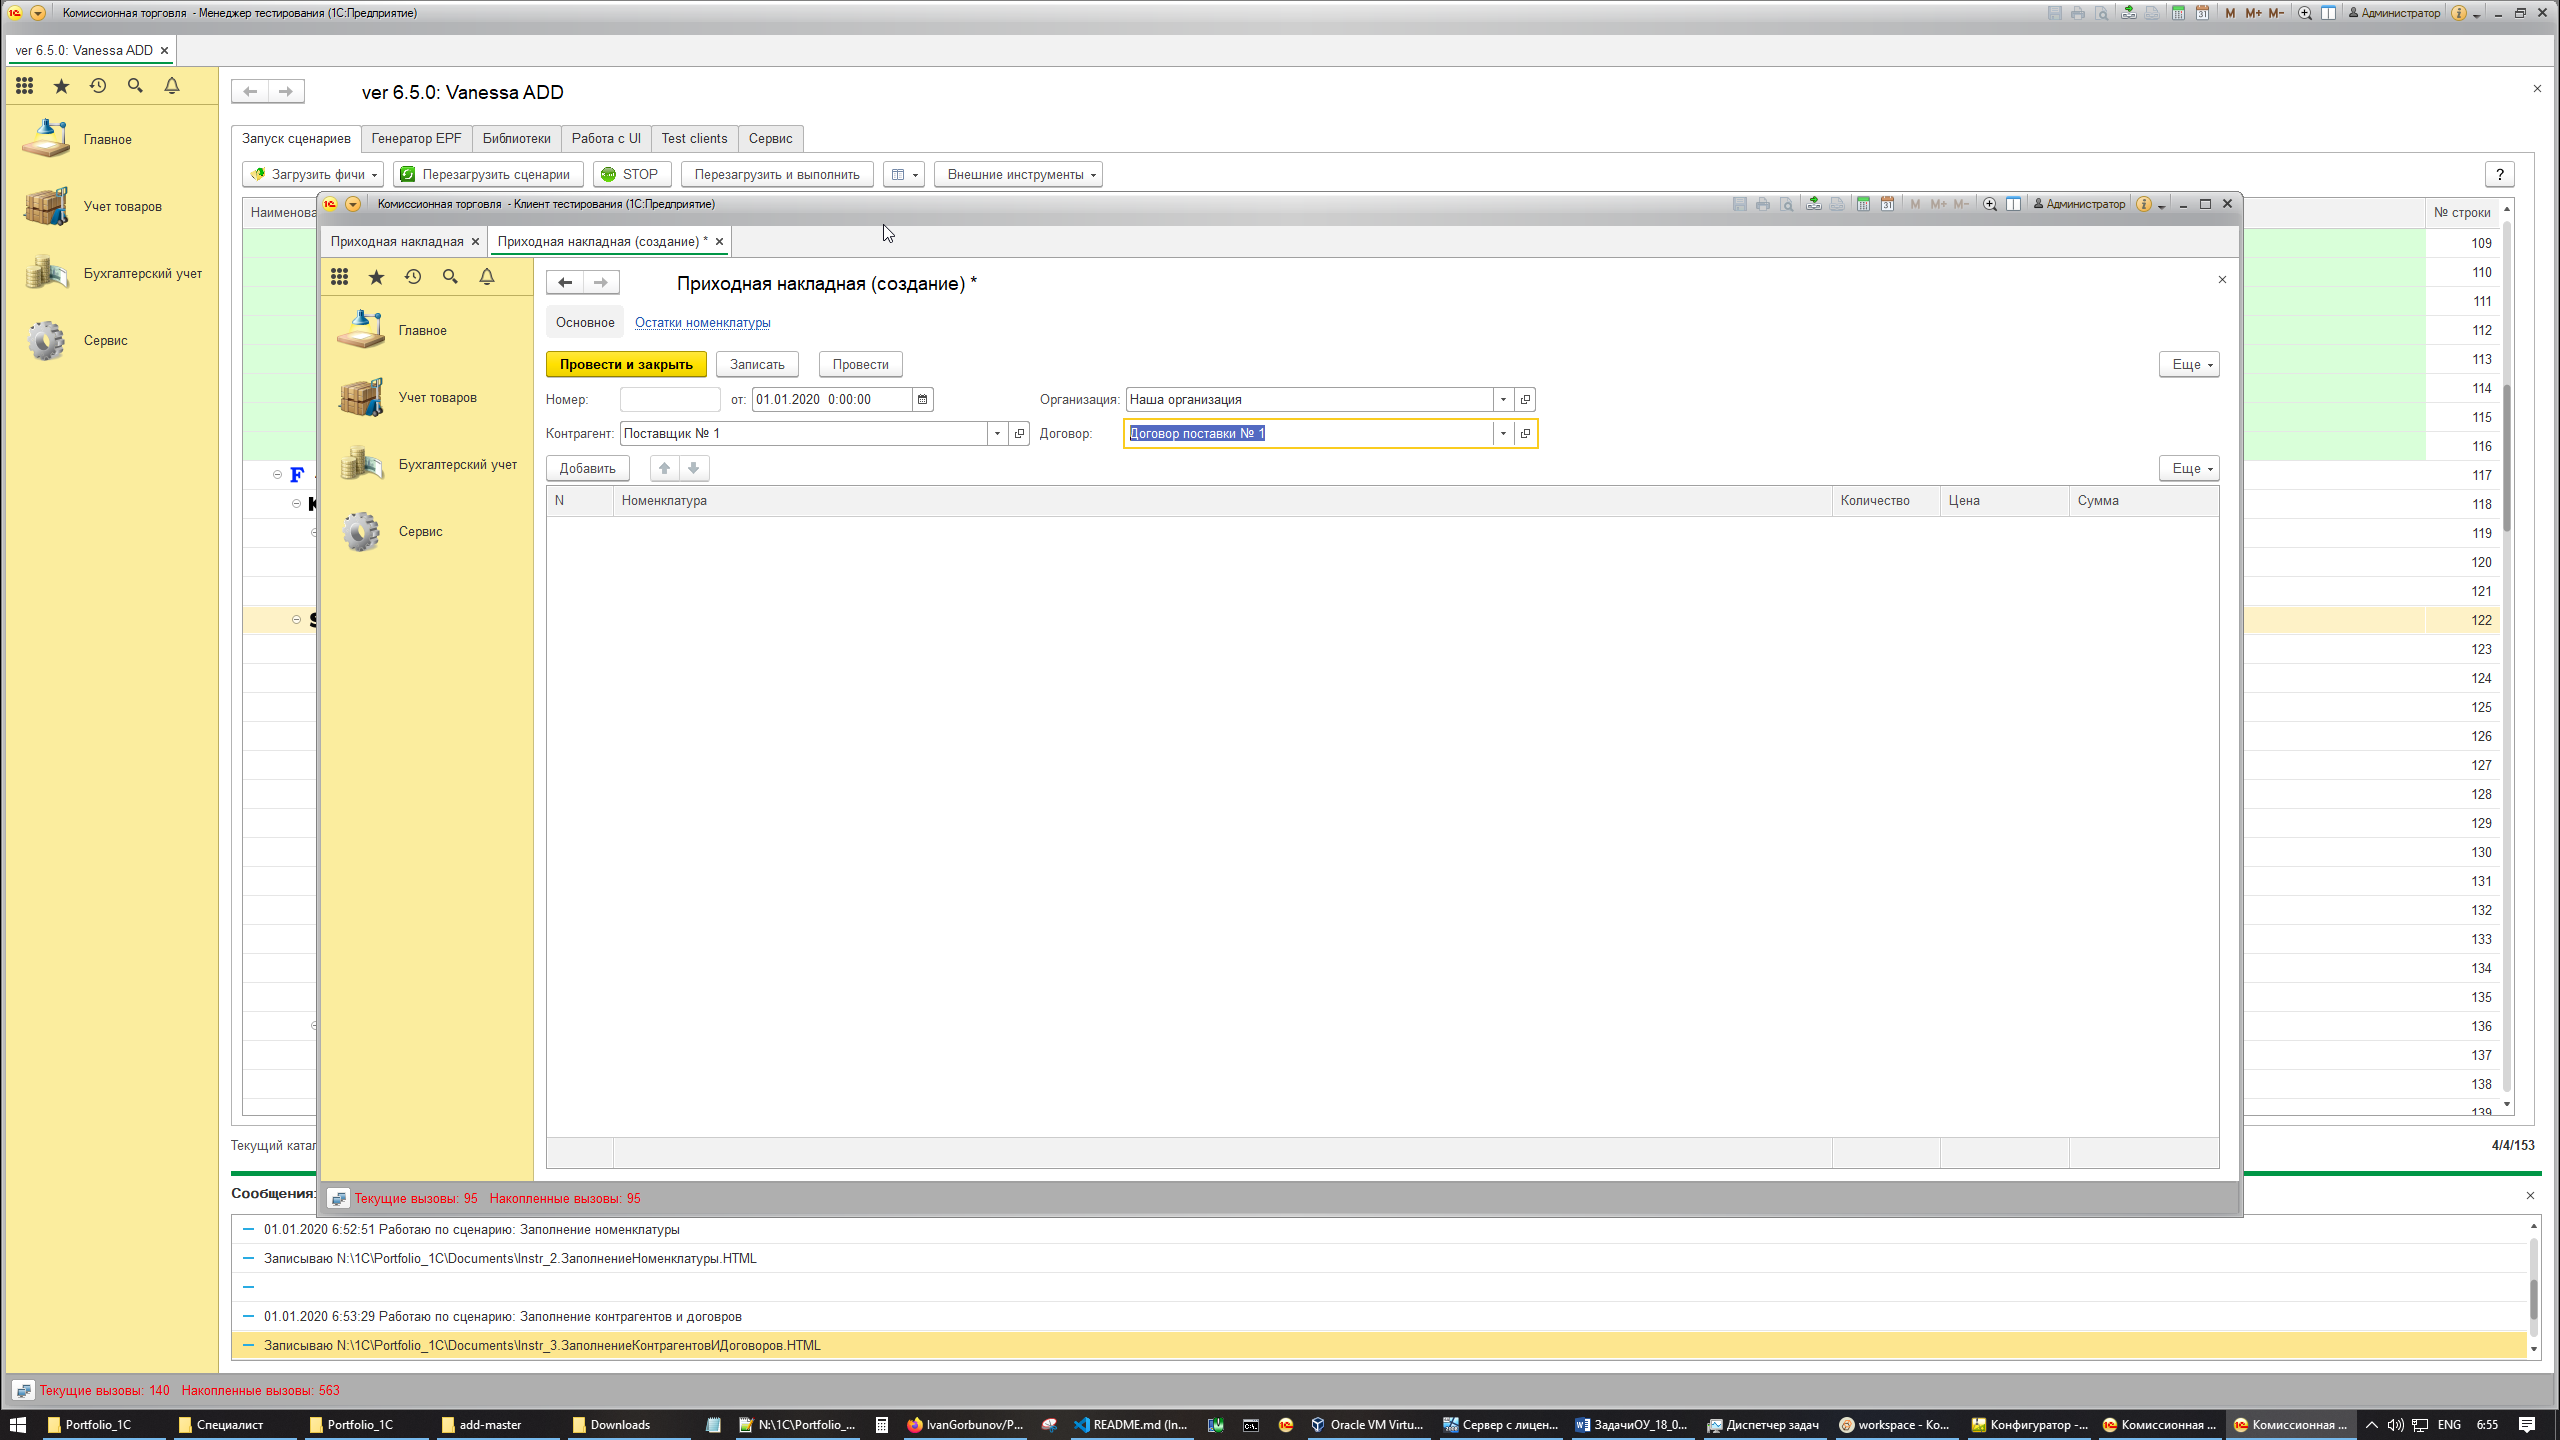 Комиссионная торговля - Менеджер тестирования (1С:Предприятие)
M M+ M- Администратор
ver 6.5.0: Vanessa ADD
ver 6.5.0: Vanessa ADD
Главное
Учет товаров
Бухгалтерский учет
Сервис
Запуск сценариев Генератор EPF Библиотеки Работа с UI Test clients Сервис
Загрузить фичи Перезагрузить сценарии STOP Перезагрузить и выполнить Внешние инструменты ?
Наименова
№ строки
109
110
111
112
113
114
115
116
F 117
118
119
120
121
122
123
124
125
126
127
128
129
130
131
132
133
134
135
136
137
138
139
Комиссионная торговля - Клиент тестирования (1С:Предприятие)
M M+ M- Администратор
Приходная накладная Приходная накладная (создание) *
Главное
Учет товаров
Бухгалтерский учет
Сервис
Приходная накладная (создание) *
Основное Остатки номенклатуры
Провести и закрыть Записать Провести Еще
Номер: от: 01.01.2020 0:00:00 Организация: Наша организация
Контрагент: Поставщик № 1 Договор: Договор поставки № 1
Добавить Еще
N Номенклатура Количество Цена Сумма
Текущие вызовы: 95 Накопленные вызовы: 95
Текущий катал 4/4/153
Сообщения:
01.01.2020 6:52:51 Работаю по сценарию: Заполнение номенклатуры
Записываю N:\1C\Portfolio_1C\Documents\Instr_2.ЗаполнениеНоменклатуры.HTML
01.01.2020 6:53:29 Работаю по сценарию: Заполнение контрагентов и договров
Записываю N:\1C\Portfolio_1C\Documents\Instr_3.ЗаполнениеКонтрагентовИДоговоров.HTML
Текущие вызовы: 140 Накопленные вызовы: 563
Portfolio_1C Специалист Portfolio_1C add-master Downloads N:\1C\Portfolio_... IvanGorbunov/P... README.md (In... Oracle VM Virtu... Сервер с лицен... ЗадачиОУ_18_0... Диспетчер задач workspace - Ко... Конфигуратор -... Комиссионная ... Комиссионная ... ENG 6:55